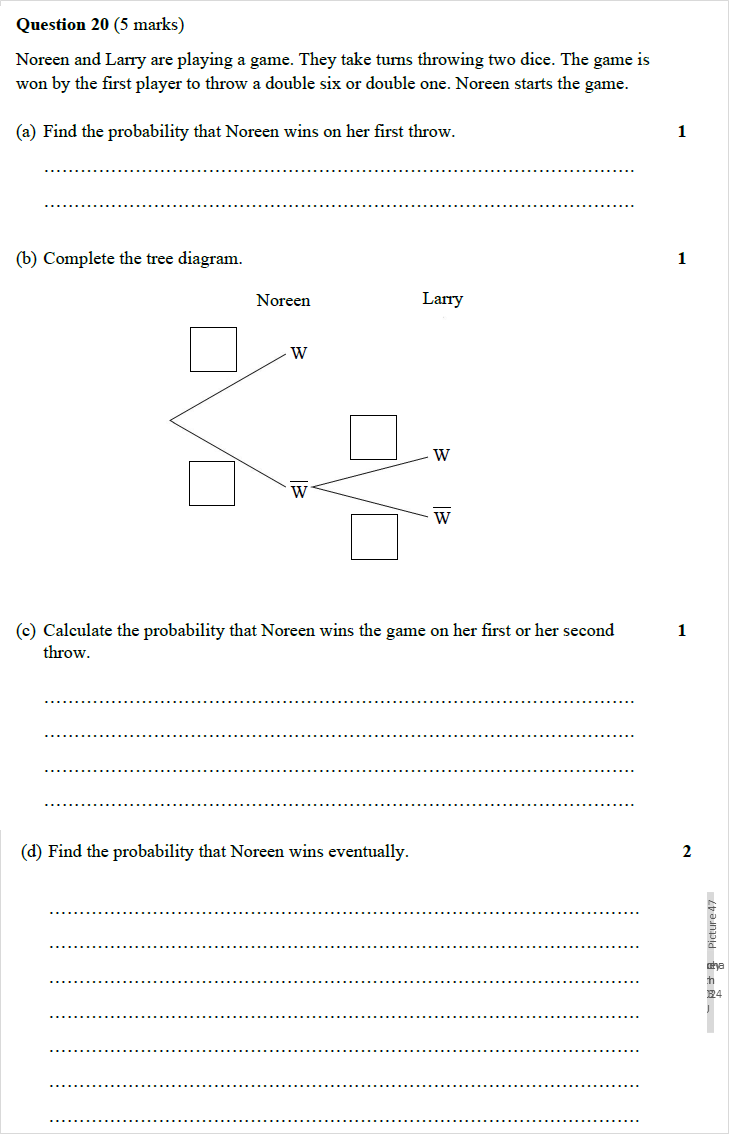 Question 20 (5 marks)
Noreen and Larry are playing a game. They take turns throwing two dice. The game is
won by the first player to throw a double six or double one. Noreen starts the game.
(a) Find the probability that Noreen wins on her first throw. 1
................................................................................................
................................................................................................
(b) Complete the tree diagram. 1
Noreen Larry
W
W
W̅
W̅
(c) Calculate the probability that Noreen wins the game on her first or her second 1
throw.
................................................................................................
................................................................................................
................................................................................................
................................................................................................
(d) Find the probability that Noreen wins eventually. 2
................................................................................................
................................................................................................
................................................................................................
................................................................................................
................................................................................................
................................................................................................
................................................................................................
Picture 47